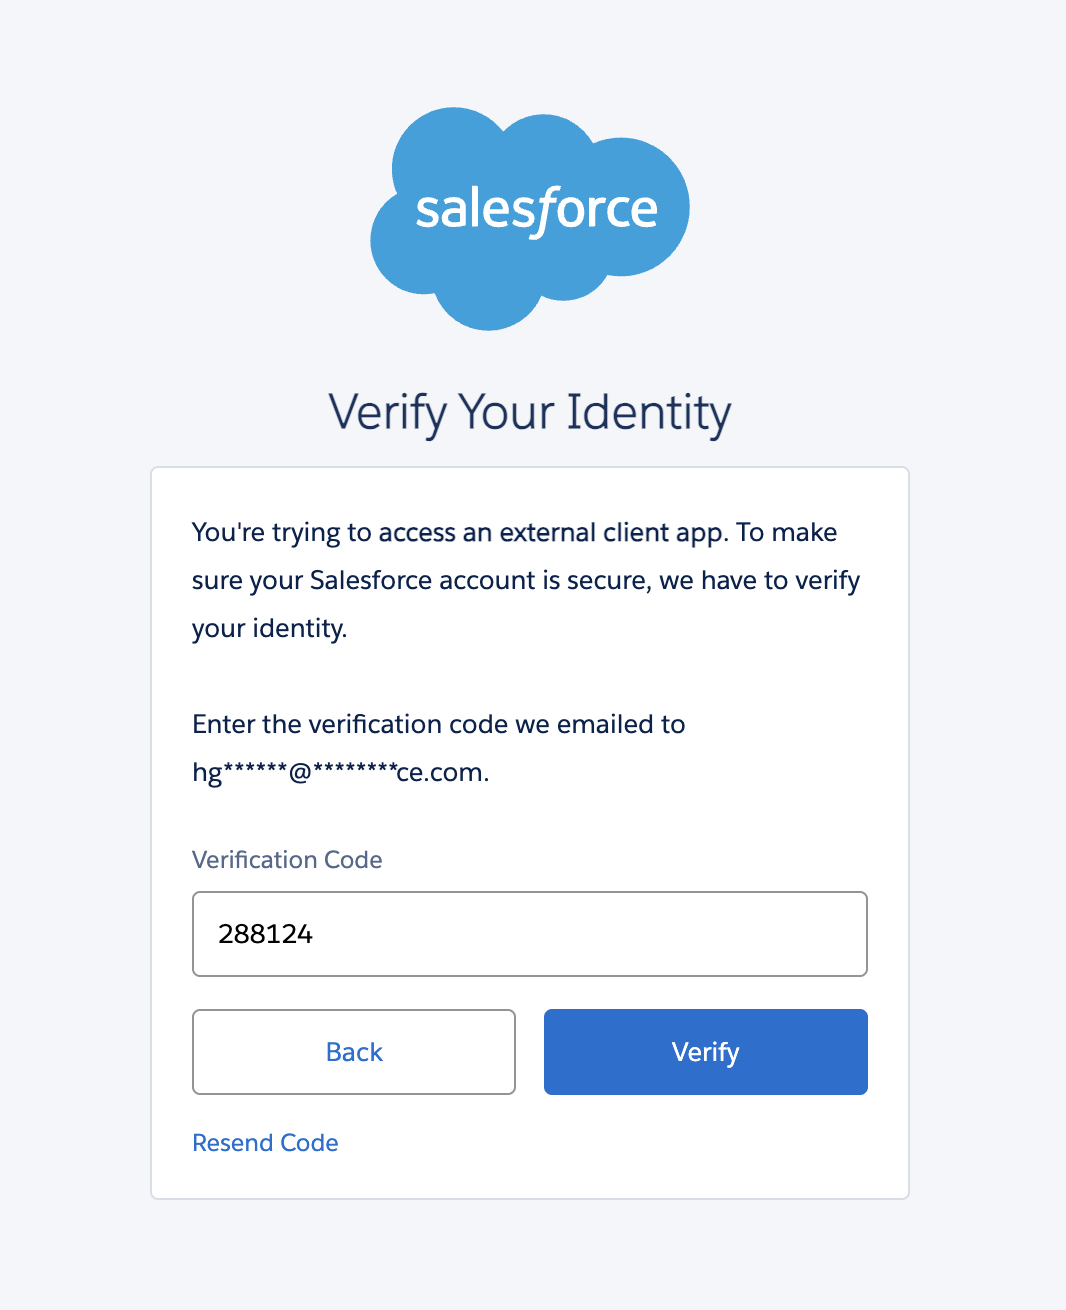 salesforce
Verify Your Identity
You're trying to access an external client app. To make
sure your Salesforce account is secure, we have to verify
your identity.
Enter the verification code we emailed to
hg******@********ce.com.
Verification Code
288124
Back
Verify
Resend Code